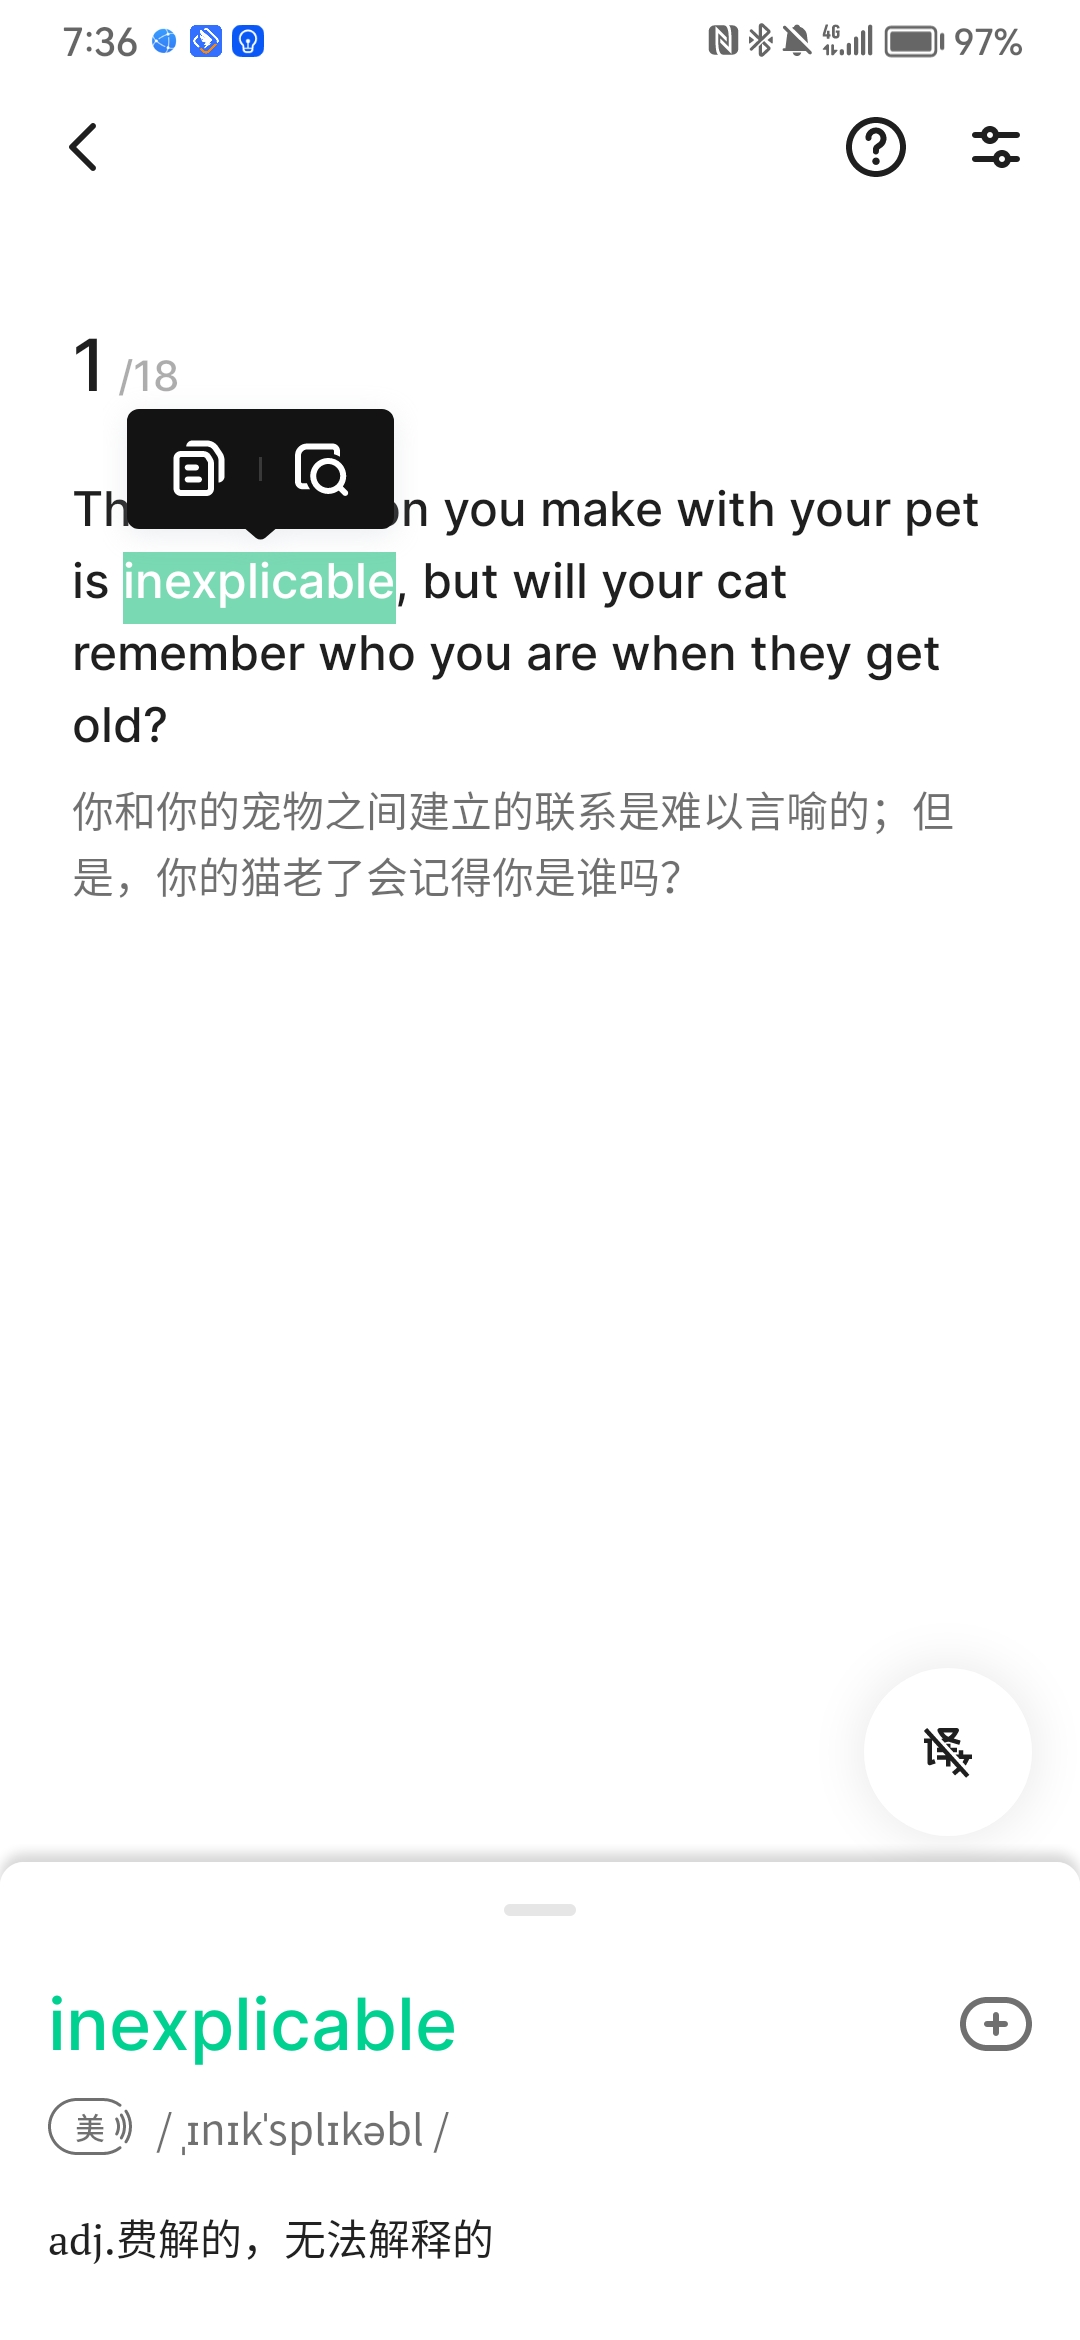 7:36
4G
97%
1 /18
you make with your pet
is inexplicable, but will your cat
remember who you are when they get
old?
你和你的宠物之间建立的联系是难以言喻的；但
是，你的猫老了会记得你是谁吗？
译
inexplicable
美 / ˌɪnɪkˈsplɪkəbl /
adj.费解的，无法解释的